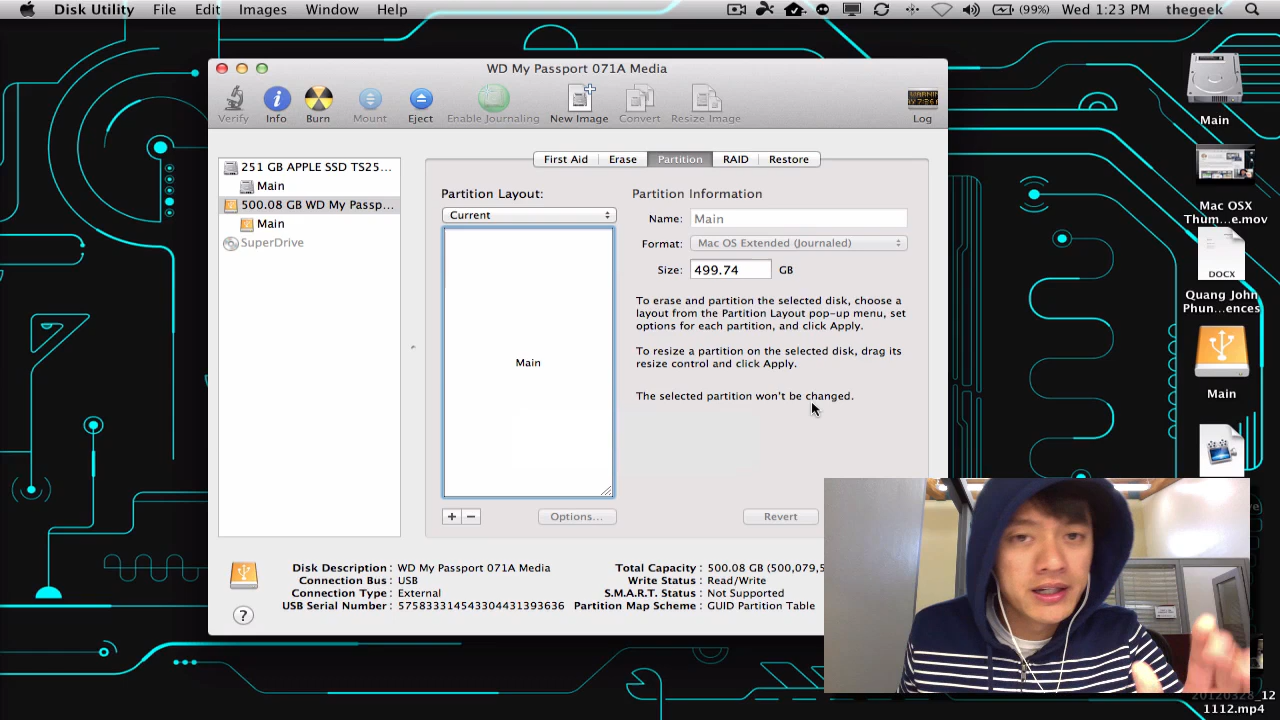 Disk Utility File Edit Images Window Help (99%) Wed 1:23 PM thegeek
WD My Passport 071A Media
Verify Info Burn Mount Eject Enable Journaling New Image Convert Resize Image Log
251 GB APPLE SSD TS25...
Main
500.08 GB WD My Passp...
Main
SuperDrive
First Aid Erase Partition RAID Restore
Partition Layout:
Current
Main
Options...
Partition Information
Name: Main
Format: Mac OS Extended (Journaled)
Size: 499.74 GB
To erase and partition the selected disk, choose a
layout from the Partition Layout pop-up menu, set
options for each partition, and click Apply.
To resize a partition on the selected disk, drag its
resize control and click Apply.
The selected partition won't be changed.
Revert
Disk Description : WD My Passport 071A Media
Connection Bus : USB
Connection Type : External
USB Serial Number : 575833314543304431393636
Total Capacity : 500.08 GB (500,079,5
Write Status : Read/Write
S.M.A.R.T. Status : Not Supported
Partition Map Scheme : GUID Partition Table
?
Main
Mac OSX
Thum...e.mov
DOCX
Quang John
Phun...ences
Main
20120328_12
1112.mp4